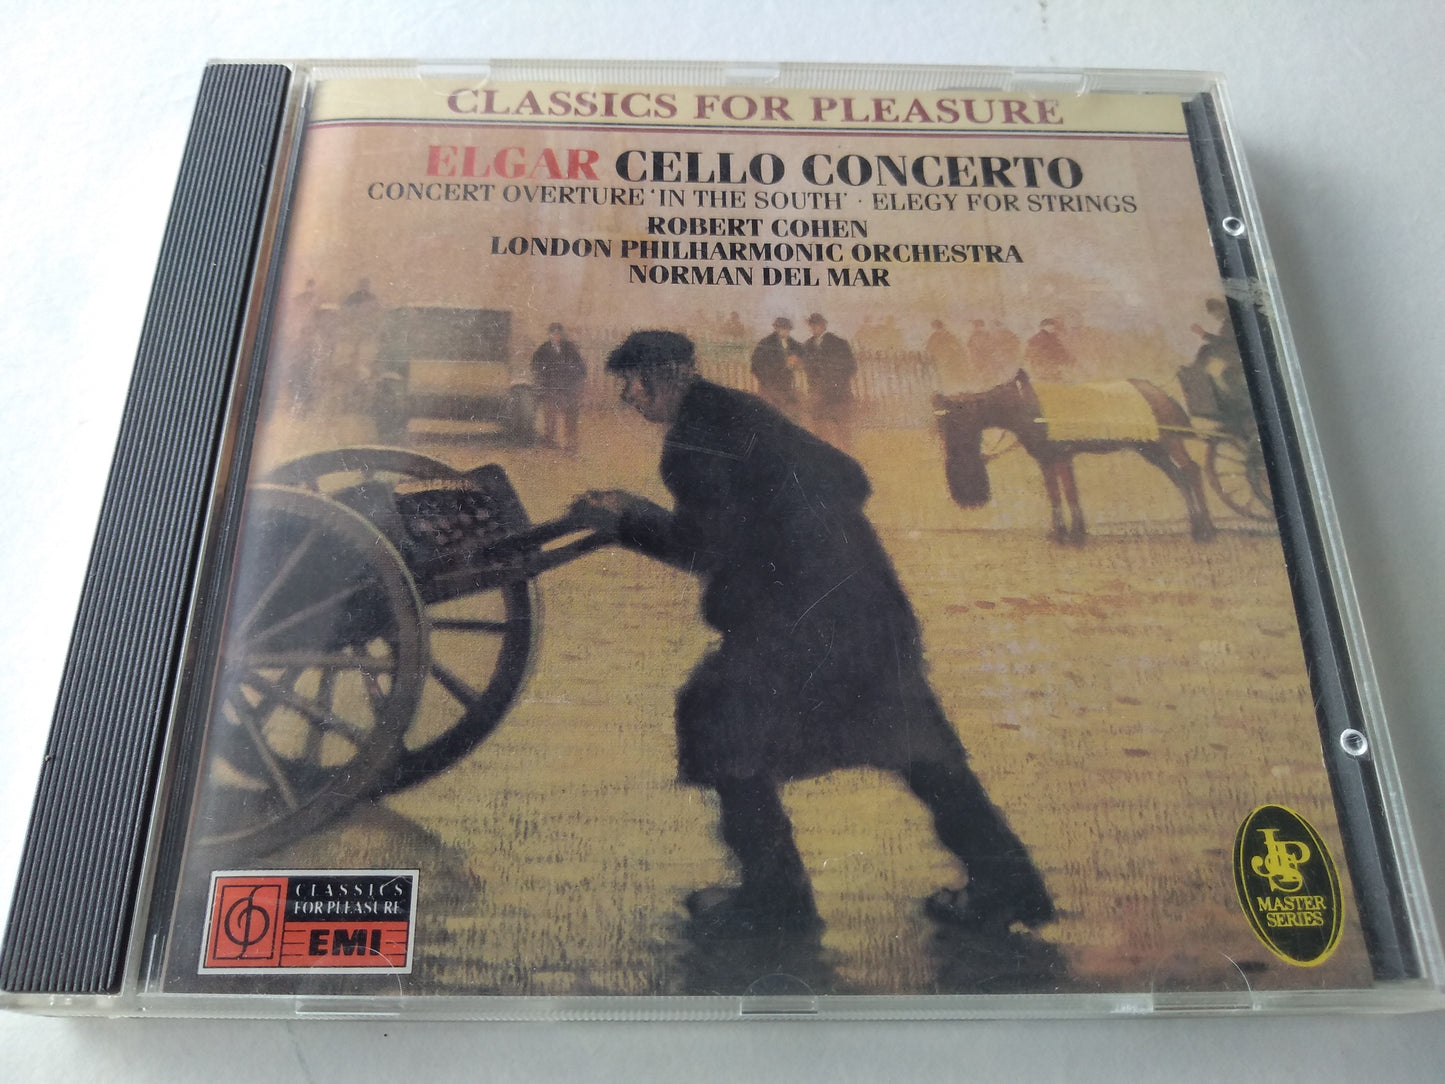 CLASSICS FOR PLEASURE
ELGAR CELLO CONCERTO
CONCERT OVERTURE 'IN THE SOUTH' · ELEGY FOR STRINGS
ROBERT COHEN
LONDON PHILHARMONIC ORCHESTRA
NORMAN DEL MAR
CLASSICS
FOR PLEASURE
EMI
JPS
MASTER
SERIES